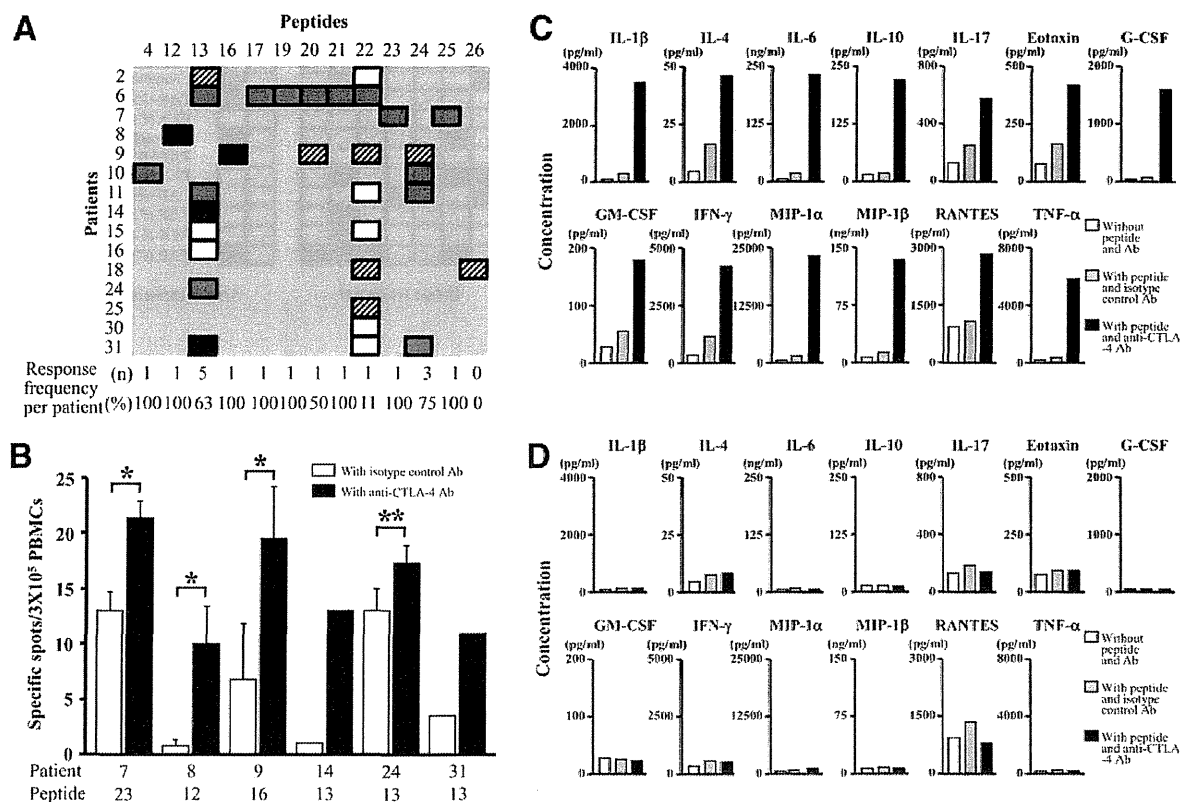 A
Peptides
4 12 13 16 17 19 20 21 22 23 24 25 26
Patients
2
6
7
8
9
10
11
14
15
16
18
24
25
30
31
Response frequency per patient
(n) 1 1 5 1 1 1 1 1 1 1 3 1 0
(%) 100 100 63 100 100 100 50 100 11 100 75 100 0
B
Specific spots/3X10⁵ PBMCs
25
20
15
10
5
0
With isotype control Ab
With anti-CTLA-4 Ab
* * * **
Patient 7 8 9 14 24 31
Peptide 23 12 16 13 13 13
C
Concentration
IL-1β IL-4 IL-6 IL-10 IL-17 Eotaxin G-CSF
(pg/ml) (pg/ml) (ng/ml) (pg/ml) (pg/ml) (pg/ml) (pg/ml)
4000 50 250 250 800 500 2000
2000 25 125 125 400 250 1000
0 0 0 0 0 0 0
GM-CSF IFN-γ MIP-1α MIP-1β RANTES TNF-α
(pg/ml) (pg/ml) (pg/ml) (ng/ml) (pg/ml) (pg/ml)
200 5000 25000 150 3000 8000
100 2500 12500 75 1500 4000
0 0 0 0 0 0
Without peptide and Ab
With peptide and isotype control Ab
With peptide and anti-CTLA-4 Ab
D
Concentration
IL-1β IL-4 IL-6 IL-10 IL-17 Eotaxin G-CSF
(pg/ml) (pg/ml) (ng/ml) (pg/ml) (pg/ml) (pg/ml) (pg/ml)
4000 50 250 250 800 500 2000
2000 25 125 125 400 250 1000
0 0 0 0 0 0 0
GM-CSF IFN-γ MIP-1α MIP-1β RANTES TNF-α
(pg/ml) (pg/ml) (pg/ml) (ng/ml) (pg/ml) (pg/ml)
200 5000 25000 150 3000 8000
100 2500 12500 75 1500 4000
0 0 0 0 0 0
Without peptide and Ab
With peptide and isotype control Ab
With peptide and anti-CTLA-4 Ab